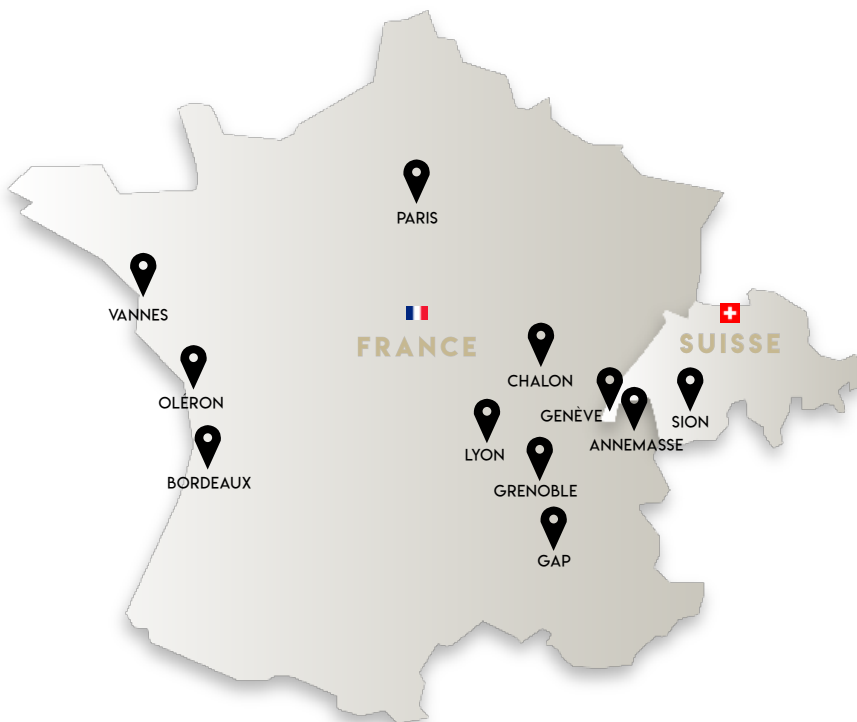 PARIS
VANNES
FRANCE
SUISSE
CHALON
OLÉRON
GENÈVE
SION
ANNEMASSE
LYON
BORDEAUX
GRENOBLE
GAP